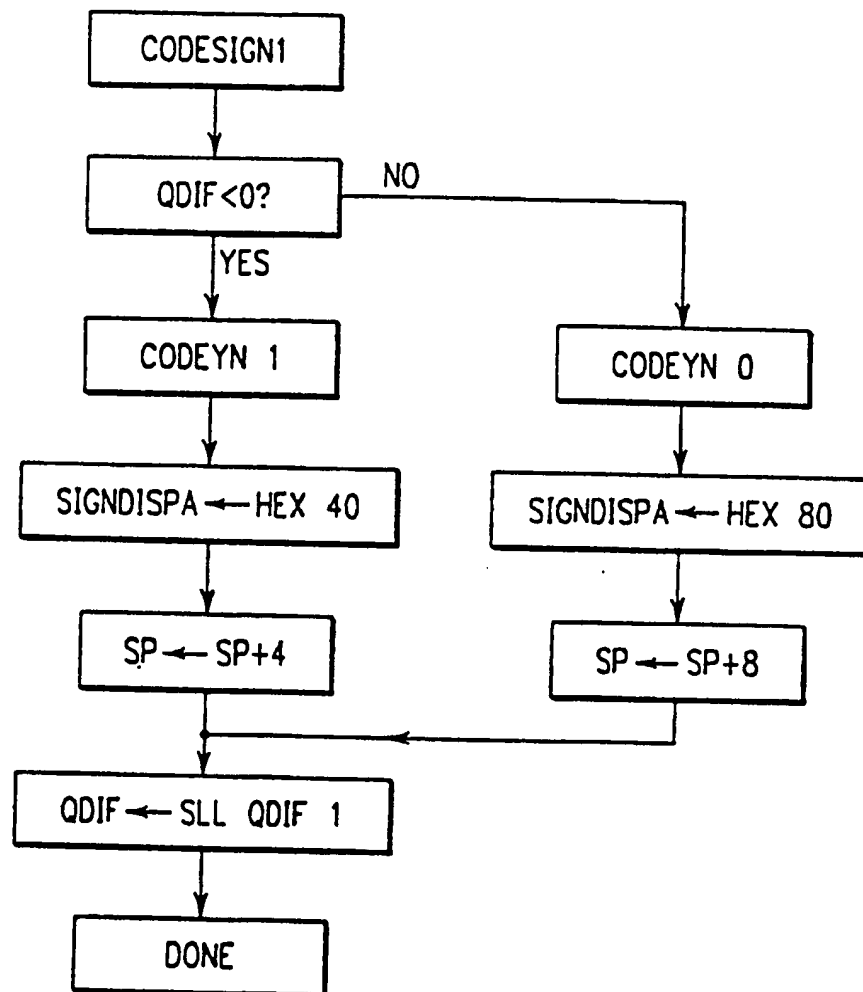 CODESIGN1
QDIF<0?
NO
YES
CODEYN 1
CODEYN 0
SIGNDISPA ← HEX 40
SIGNDISPA ← HEX 80
SP ← SP+4
SP ← SP+8
QDIF ← SLL QDIF 1
DONE